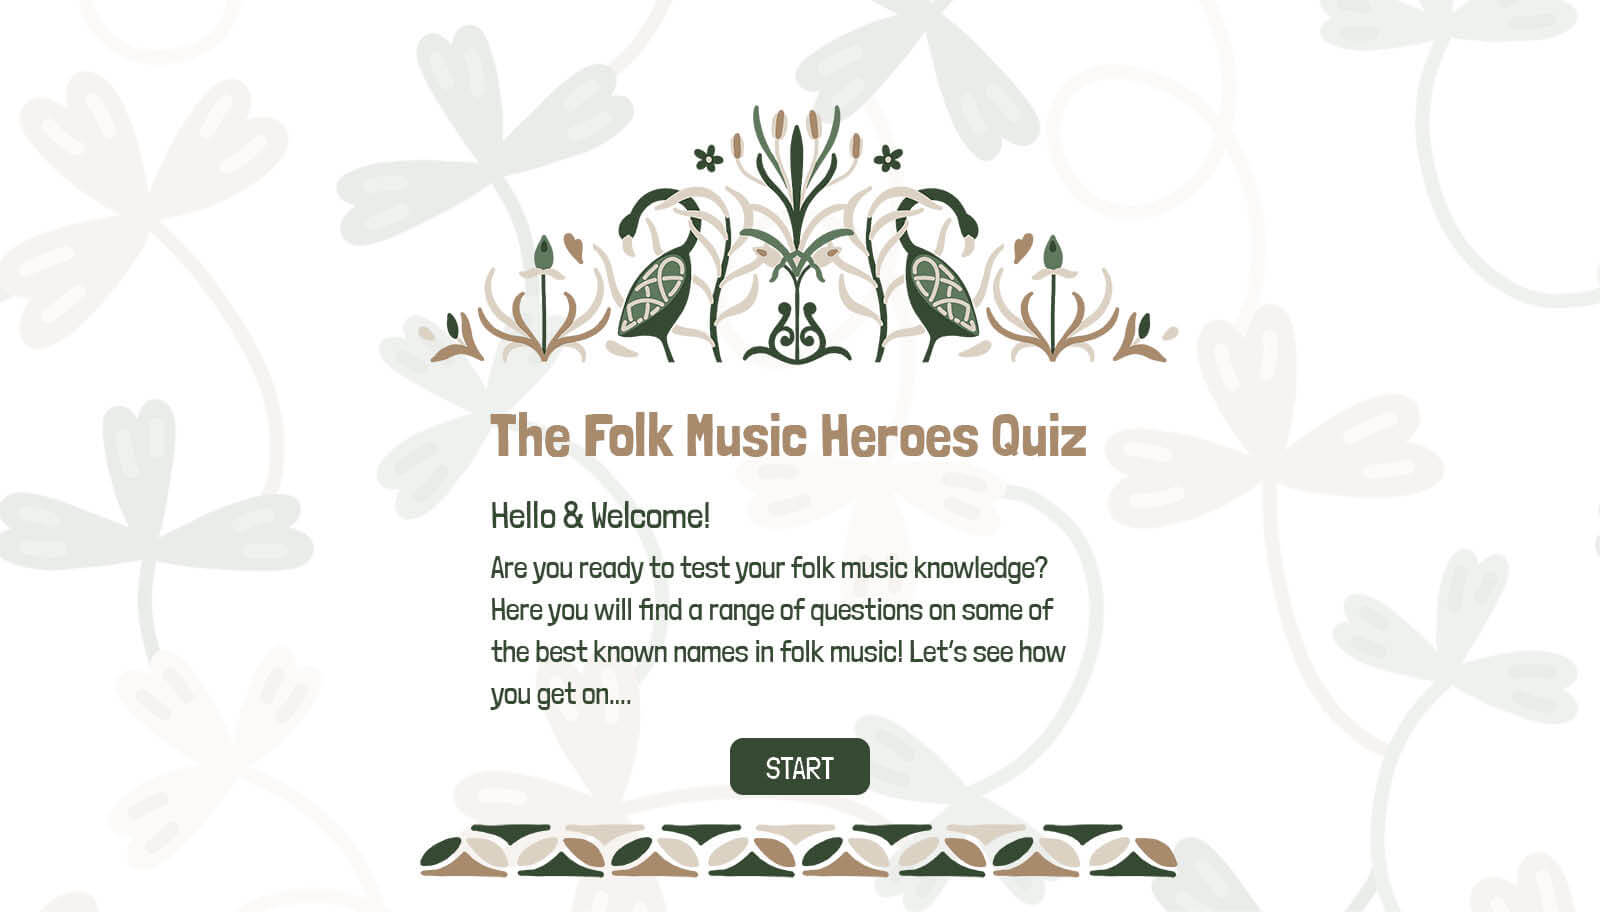 The Folk Music Heroes Quiz
Hello & Welcome!
Are you ready to test your folk music knowledge?
Here you will find a range of questions on some of
the best known names in folk music! Let's see how
you get on....
START